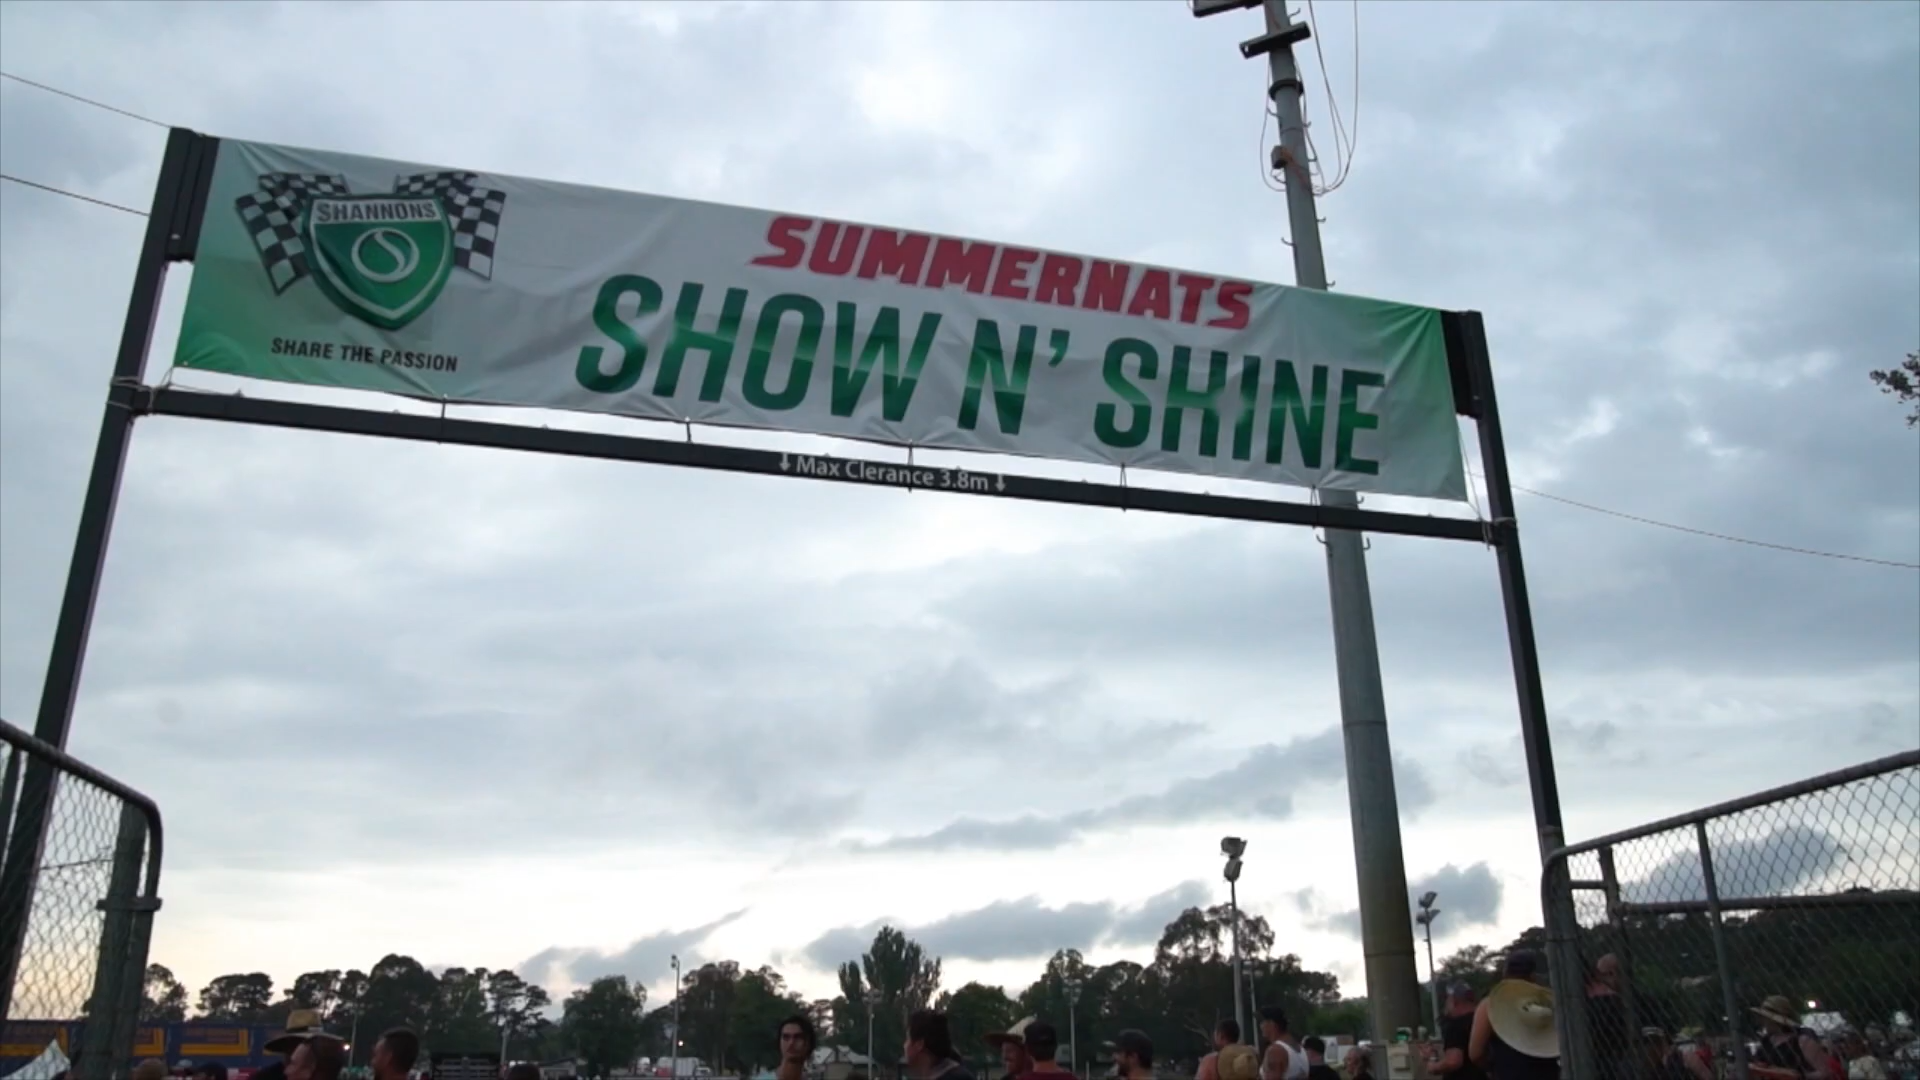 SHANNONS
SHARE THE PASSION
SUMMERNATS
SHOW N' SHINE
↓ Max Clerance 3.8m ↓